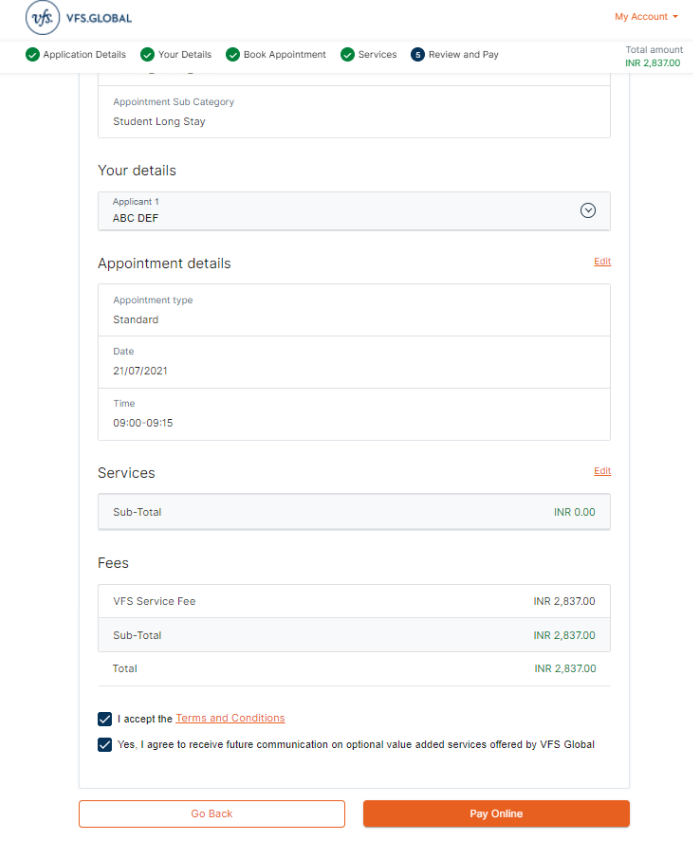 vfs. VFS.GLOBAL
My Account
Application Details Your Details Book Appointment Services 5 Review and Pay
Total amount
INR 2,837.00
Appointment Sub Category
Student Long Stay
Your details
Applicant 1
ABC DEF
Appointment details Edit
Appointment type
Standard
Date
21/07/2021
Time
09:00-09:15
Services Edit
Sub-Total INR 0.00
Fees
VFS Service Fee INR 2,837.00
Sub-Total INR 2,837.00
Total INR 2,837.00
I accept the Terms and Conditions
Yes, I agree to receive future communication on optional value added services offered by VFS Global
Go Back Pay Online